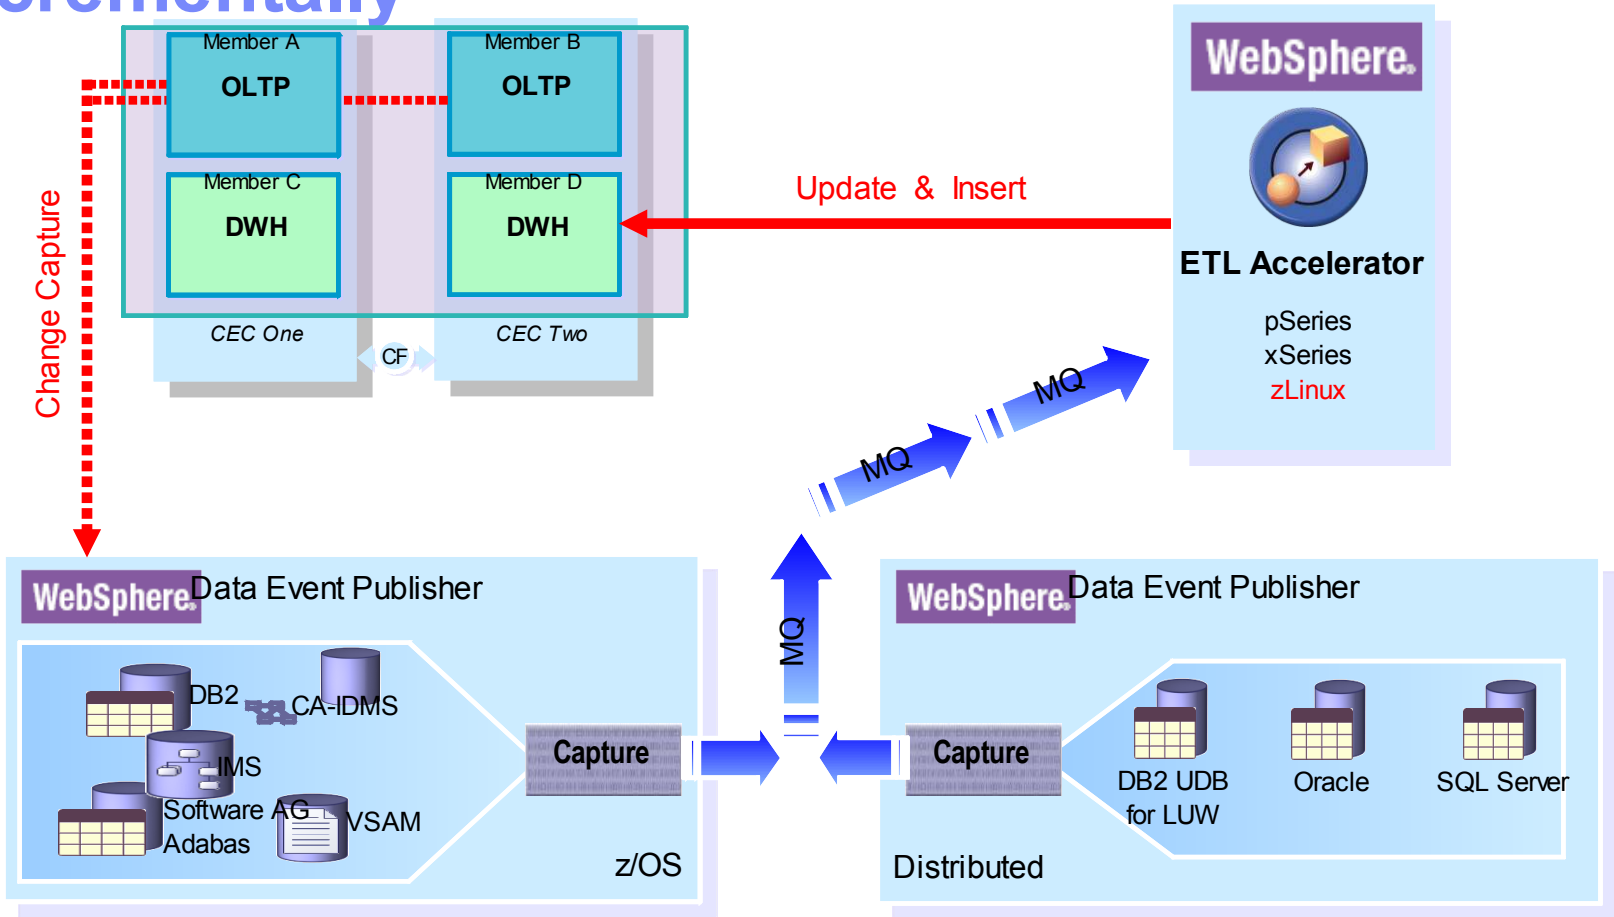 crementally
Member A
OLTP
Member B
OLTP
Member C
DWH
Member D
DWH
CEC One
CEC Two
CF
Change Capture
Update & Insert
WebSphere®
ETL Accelerator
pSeries
xSeries
zLinux
MQ
MQ
MQ
WebSphere® Data Event Publisher
DB2
CA-IDMS
IMS
Software AG
Adabas
VSAM
Capture
z/OS
WebSphere® Data Event Publisher
Capture
DB2 UDB
for LUW
Oracle
SQL Server
Distributed